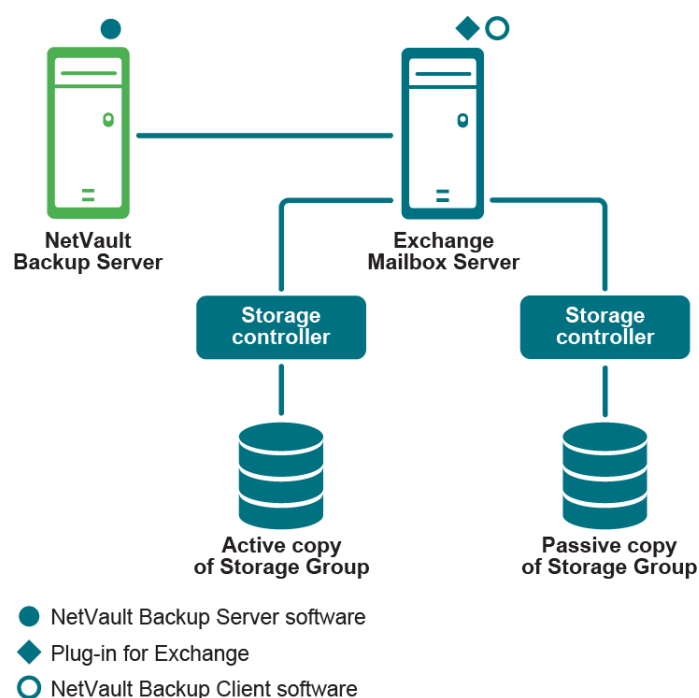 NetVault
Backup Server
Exchange
Mailbox Server
Storage
controller
Storage
controller
Active copy
of Storage Group
Passive copy
of Storage Group
NetVault Backup Server software
Plug-in for Exchange
NetVault Backup Client software